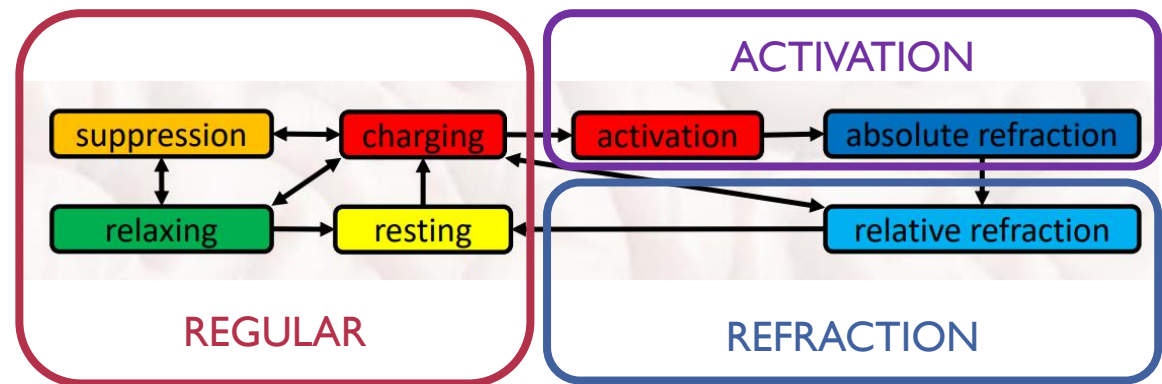 ACTIVATION
suppression
charging
activation
absolute refraction
relaxing
resting
relative refraction
REGULAR
REFRACTION